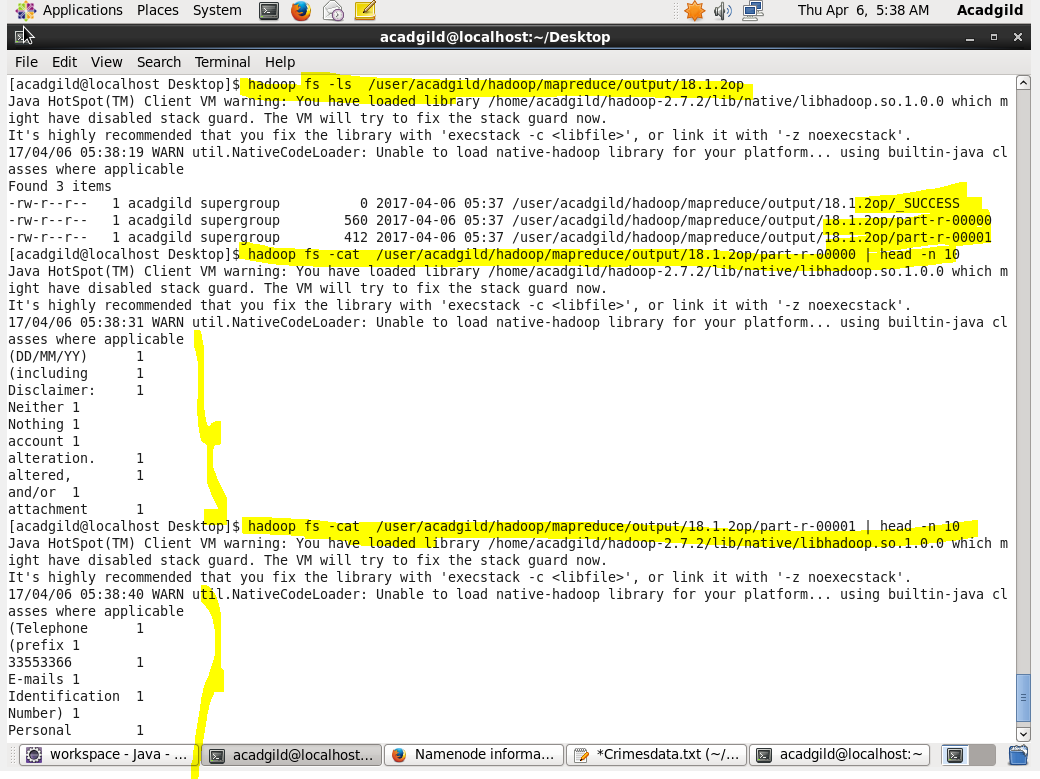 Applications Places System Thu Apr 6, 5:38 AM Acadgild
acadgild@localhost:~/Desktop
File Edit View Search Terminal Help
[acadgild@localhost Desktop]$ hadoop fs -ls  /user/acadgild/hadoop/mapreduce/output/18.1.2op
Java HotSpot(TM) Client VM warning: You have loaded library /home/acadgild/hadoop-2.7.2/lib/native/libhadoop.so.1.0.0 which m
ight have disabled stack guard. The VM will try to fix the stack guard now.
It's highly recommended that you fix the library with 'execstack -c <libfile>', or link it with '-z noexecstack'.
17/04/06 05:38:19 WARN util.NativeCodeLoader: Unable to load native-hadoop library for your platform... using builtin-java cl
asses where applicable
Found 3 items
-rw-r--r--   1 acadgild supergroup          0 2017-04-06 05:37 /user/acadgild/hadoop/mapreduce/output/18.1.2op/_SUCCESS
-rw-r--r--   1 acadgild supergroup        560 2017-04-06 05:37 /user/acadgild/hadoop/mapreduce/output/18.1.2op/part-r-00000
-rw-r--r--   1 acadgild supergroup        412 2017-04-06 05:37 /user/acadgild/hadoop/mapreduce/output/18.1.2op/part-r-00001
[acadgild@localhost Desktop]$ hadoop fs -cat  /user/acadgild/hadoop/mapreduce/output/18.1.2op/part-r-00000 | head -n 10
Java HotSpot(TM) Client VM warning: You have loaded library /home/acadgild/hadoop-2.7.2/lib/native/libhadoop.so.1.0.0 which m
ight have disabled stack guard. The VM will try to fix the stack guard now.
It's highly recommended that you fix the library with 'execstack -c <libfile>', or link it with '-z noexecstack'.
17/04/06 05:38:31 WARN util.NativeCodeLoader: Unable to load native-hadoop library for your platform... using builtin-java cl
asses where applicable
(DD/MM/YY)      1
(including      1
Disclaimer:     1
Neither 1
Nothing 1
account 1
alteration.     1
altered,        1
and/or  1
attachment      1
[acadgild@localhost Desktop]$ hadoop fs -cat  /user/acadgild/hadoop/mapreduce/output/18.1.2op/part-r-00001 | head -n 10
Java HotSpot(TM) Client VM warning: You have loaded library /home/acadgild/hadoop-2.7.2/lib/native/libhadoop.so.1.0.0 which m
ight have disabled stack guard. The VM will try to fix the stack guard now.
It's highly recommended that you fix the library with 'execstack -c <libfile>', or link it with '-z noexecstack'.
17/04/06 05:38:40 WARN util.NativeCodeLoader: Unable to load native-hadoop library for your platform... using builtin-java cl
asses where applicable
(Telephone      1
(prefix 1
33553366        1
E-mails 1
Identification  1
Number) 1
Personal        1
workspace - Java - ... acadgild@localhost... Namenode informa... *Crimesdata.txt (~/... acadgild@localhost:~